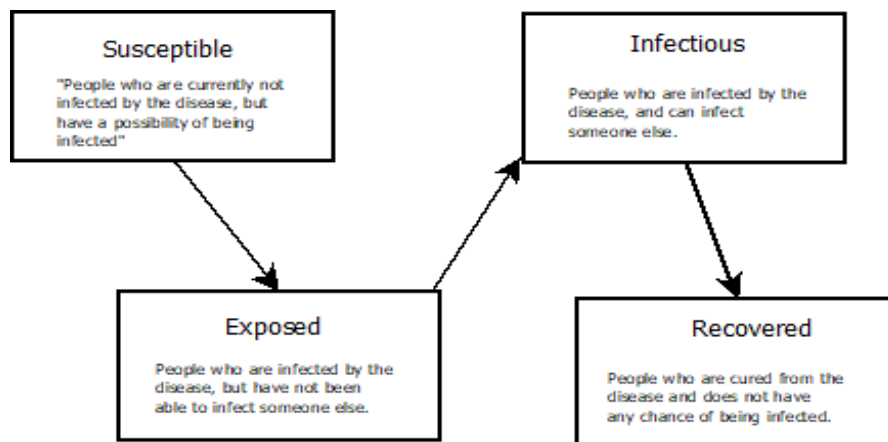 Susceptible
"People who are currently not
infected by the disease, but
have a possibility of being
infected"
Exposed
People who are infected by the
disease, but have not been
able to infect someone else.
Infectious
People who are infected by the
disease, and can infect
someone else.
Recovered
People who are cured from the
disease and does not have
any chance of being infected.